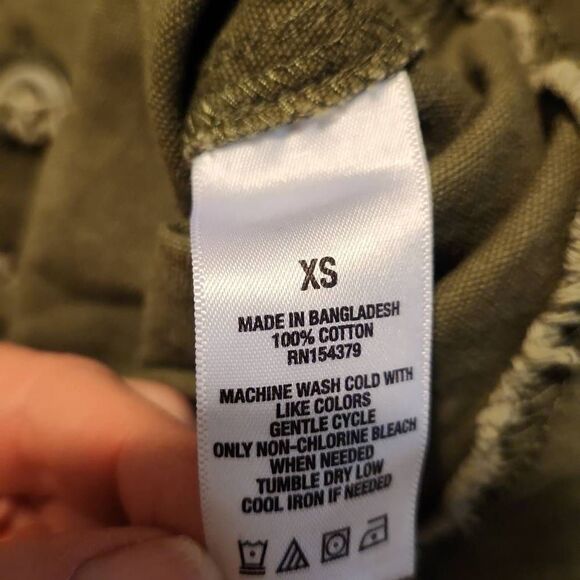 XS
MADE IN BANGLADESH
100% COTTON
RN154379
MACHINE WASH COLD WITH
LIKE COLORS
GENTLE CYCLE
ONLY NON-CHLORINE BLEACH
WHEN NEEDED
TUMBLE DRY LOW
COOL IRON IF NEEDED